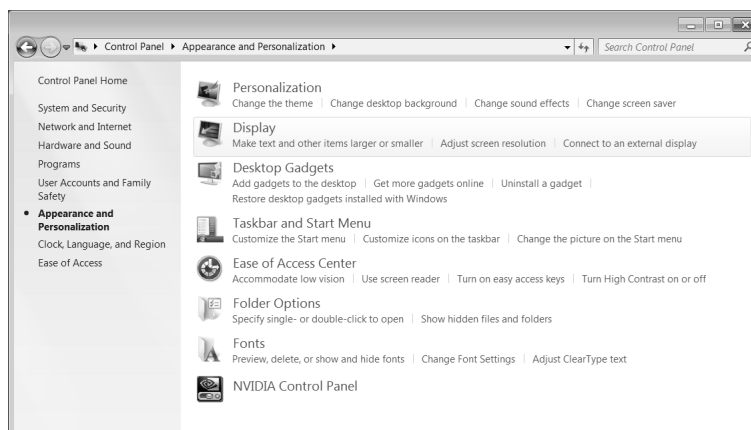 Control Panel ▸ Appearance and Personalization ▸
Search Control Panel
Control Panel Home
System and Security
Network and Internet
Hardware and Sound
Programs
User Accounts and Family
Safety
Appearance and
Personalization
Clock, Language, and Region
Ease of Access
Personalization
Change the theme | Change desktop background | Change sound effects | Change screen saver
Display
Make text and other items larger or smaller | Adjust screen resolution | Connect to an external display
Desktop Gadgets
Add gadgets to the desktop | Get more gadgets online | Uninstall a gadget |
Restore desktop gadgets installed with Windows
Taskbar and Start Menu
Customize the Start menu | Customize icons on the taskbar | Change the picture on the Start menu
Ease of Access Center
Accommodate low vision | Use screen reader | Turn on easy access keys | Turn High Contrast on or off
Folder Options
Specify single- or double-click to open | Show hidden files and folders
Fonts
Preview, delete, or show and hide fonts | Change Font Settings | Adjust ClearType text
NVIDIA Control Panel